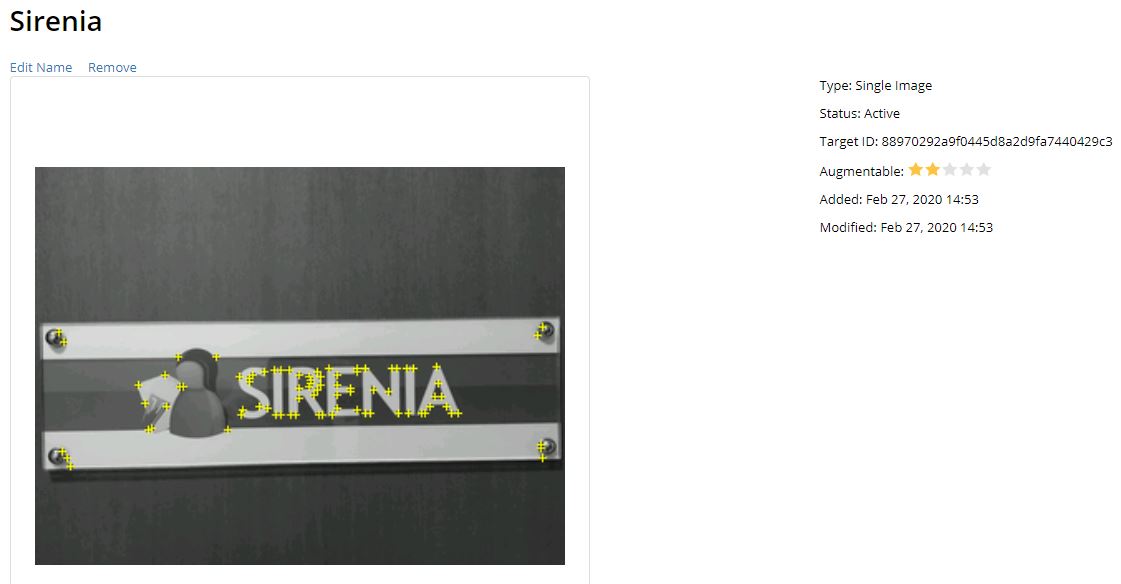 Sirenia
Edit Name Remove
Type: Single Image
Status: Active
Target ID: 88970292a9f0445d8a2d9fa7440429c3
Augmentable:
Added: Feb 27, 2020 14:53
Modified: Feb 27, 2020 14:53
SIRENIA